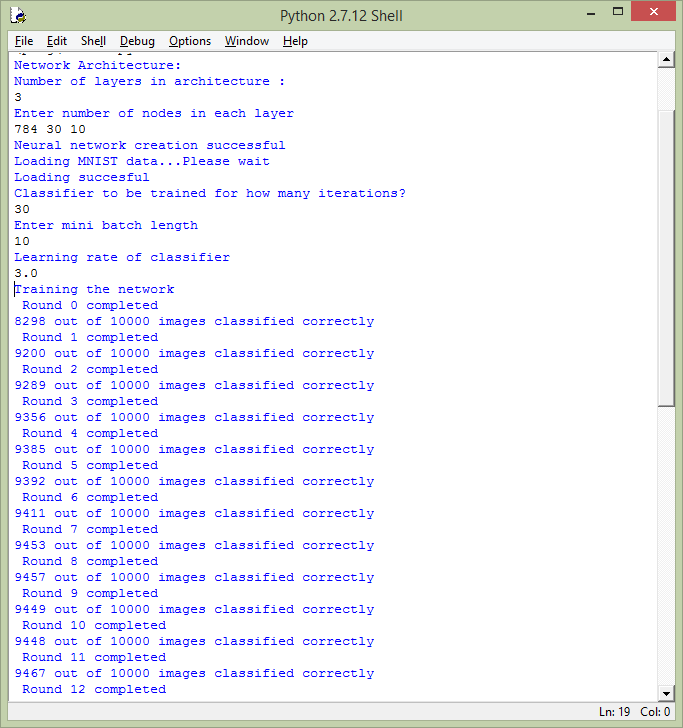 Python 2.7.12 Shell
File Edit Shell Debug Options Window Help
Network Architecture:
Number of layers in architecture :
3
Enter number of nodes in each layer
784 30 10
Neural network creation successful
Loading MNIST data...Please wait
Loading succesful
Classifier to be trained for how many iterations?
30
Enter mini batch length
10
Learning rate of classifier
3.0
Training the network
Round 0 completed
8298 out of 10000 images classified correctly
Round 1 completed
9200 out of 10000 images classified correctly
Round 2 completed
9289 out of 10000 images classified correctly
Round 3 completed
9356 out of 10000 images classified correctly
Round 4 completed
9385 out of 10000 images classified correctly
Round 5 completed
9392 out of 10000 images classified correctly
Round 6 completed
9411 out of 10000 images classified correctly
Round 7 completed
9453 out of 10000 images classified correctly
Round 8 completed
9457 out of 10000 images classified correctly
Round 9 completed
9449 out of 10000 images classified correctly
Round 10 completed
9448 out of 10000 images classified correctly
Round 11 completed
9467 out of 10000 images classified correctly
Round 12 completed
Ln: 19 Col: 0